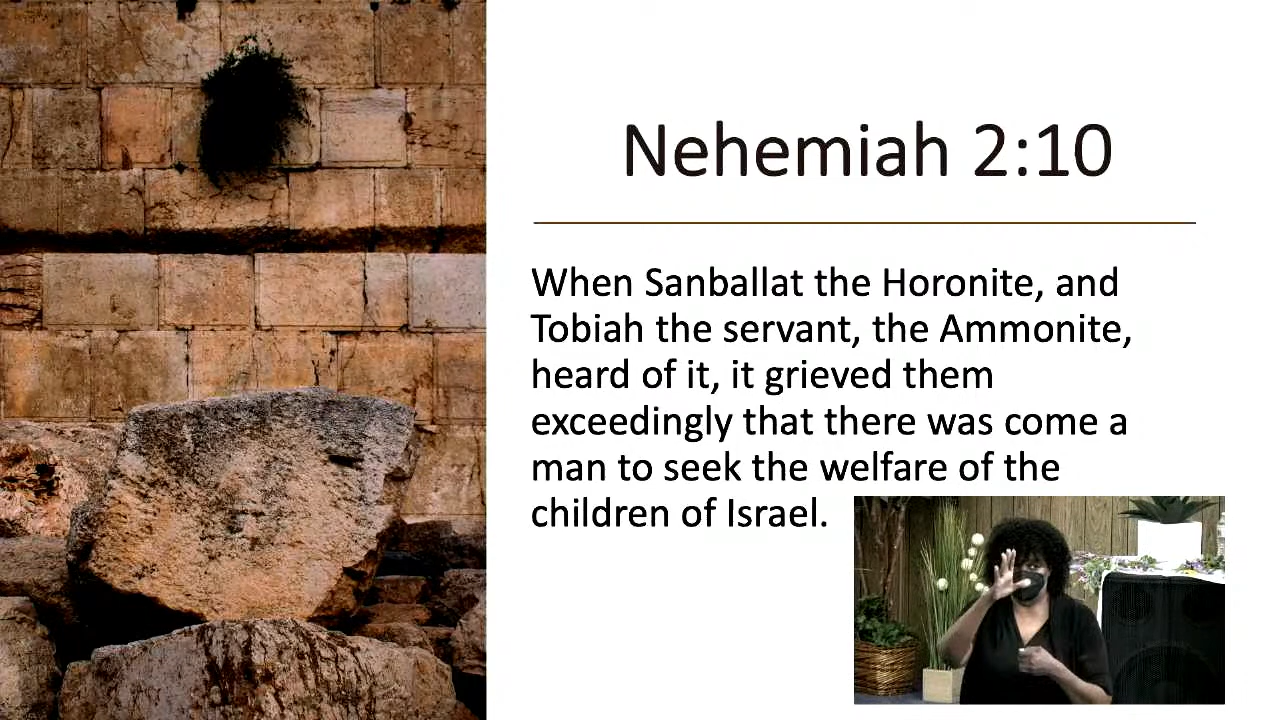 Nehemiah 2:10
When Sanballat the Horonite, and
Tobiah the servant, the Ammonite,
heard of it, it grieved them
exceedingly that there was come a
man to seek the welfare of the
children of Israel.